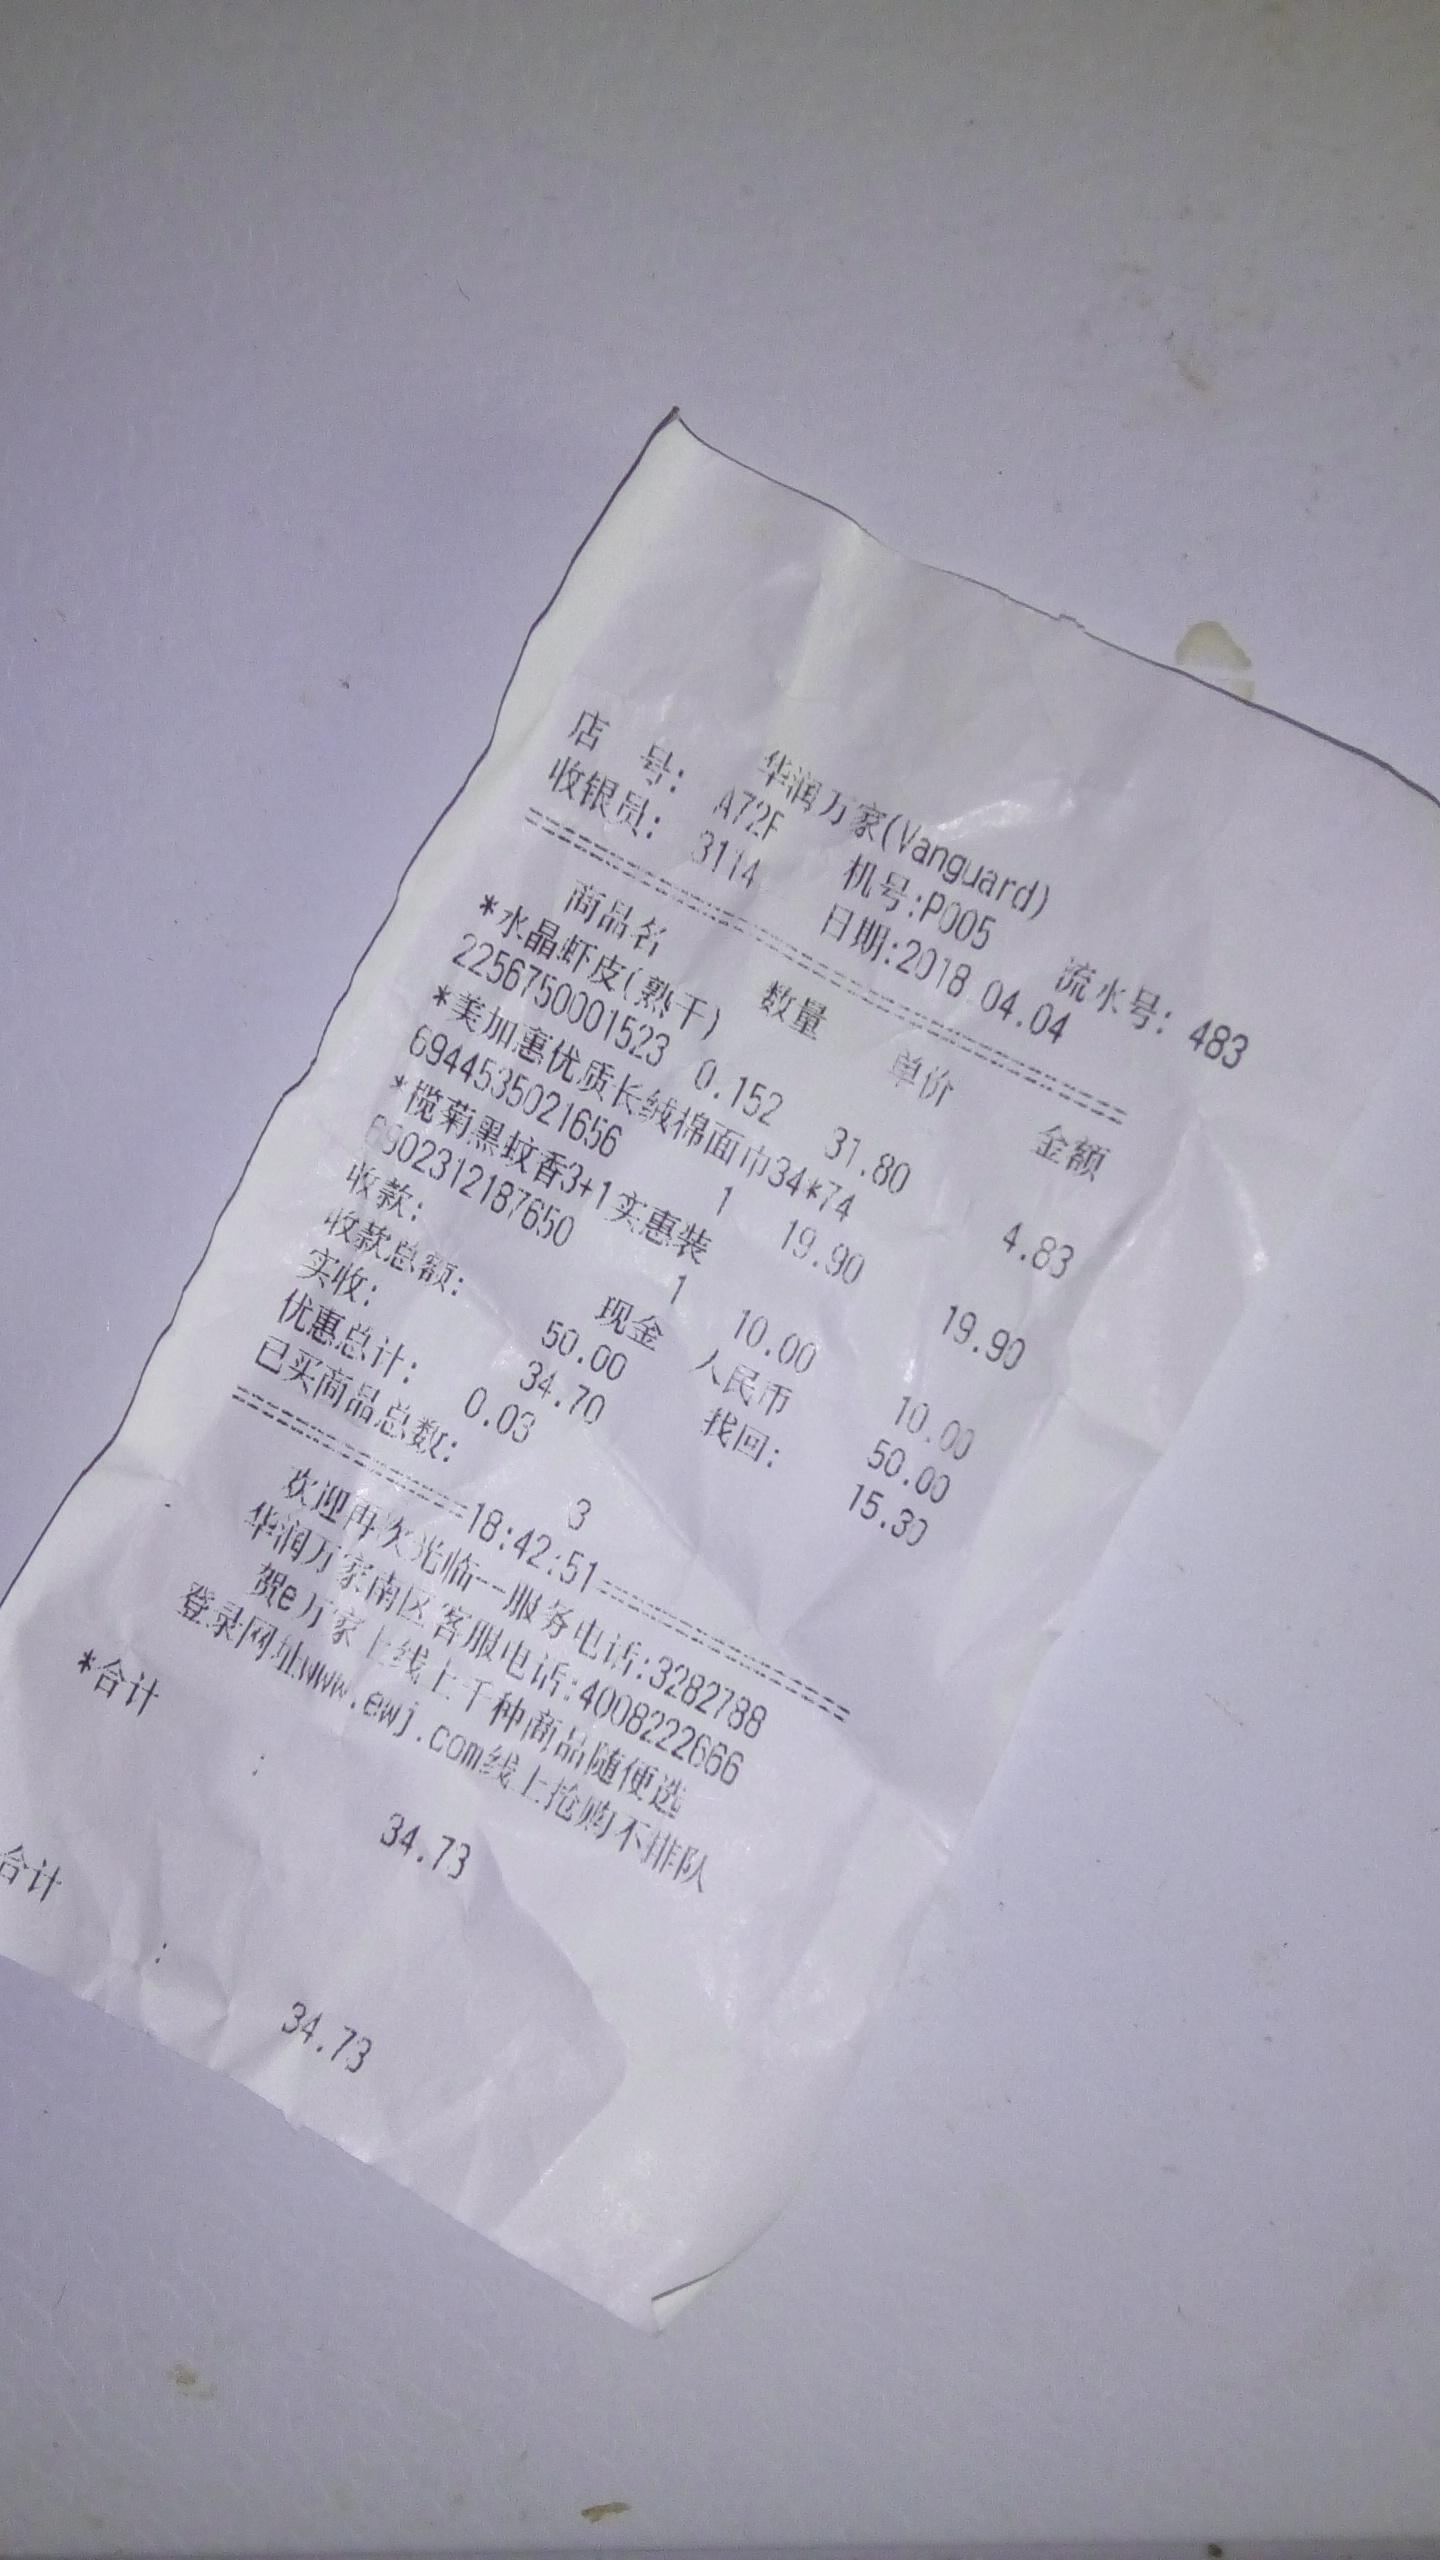 华润万家(Vanguard)
店 号: A72F 机号:P005 流水号: 483
收银员: 3114 日期:2018.04.04
商品名 数量 单价 金额
*水晶虾皮(熟干)
2256750001523 0.152 31.80 4.83
*美加惠优质长绒棉面巾34*74
6944535021656 1 19.90 19.90
*榄菊黑蚊香3+1实惠装
6902312187650 1 10.00 10.00
收款: 现金 人民币 50.00
收款总额: 50.00 找回: 15.30
实收: 34.70
优惠总计: 0.03
已买商品总数: 3
==========18:42:51==========
欢迎再次光临--服务电话:3282788
华润万家南区客服电话:4008222666
贺e万家上线上千种商品随便选
登录网址www.ewj.com线上抢购不排队
*合计 : 34.73
合计 : 34.73